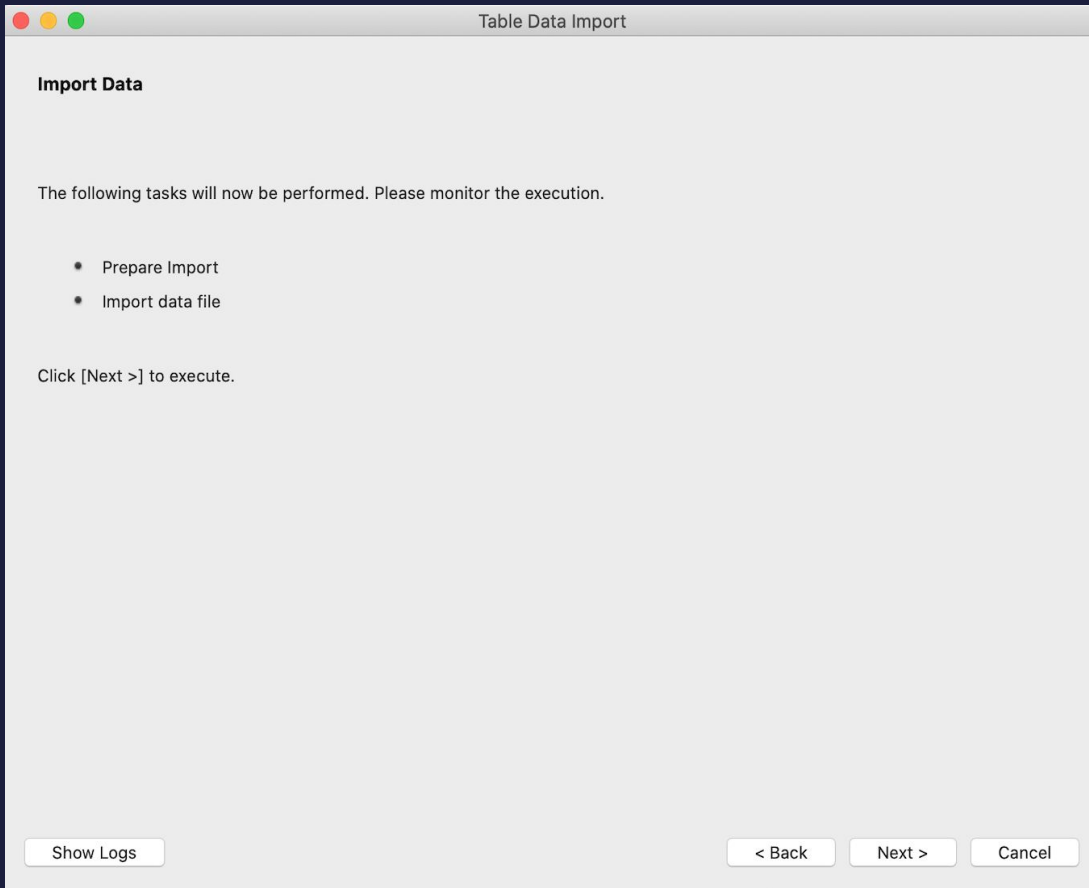 Table Data Import
Import Data
The following tasks will now be performed. Please monitor the execution.
Prepare Import
Import data file
Click [Next >] to execute.
Show Logs
< Back
Next >
Cancel